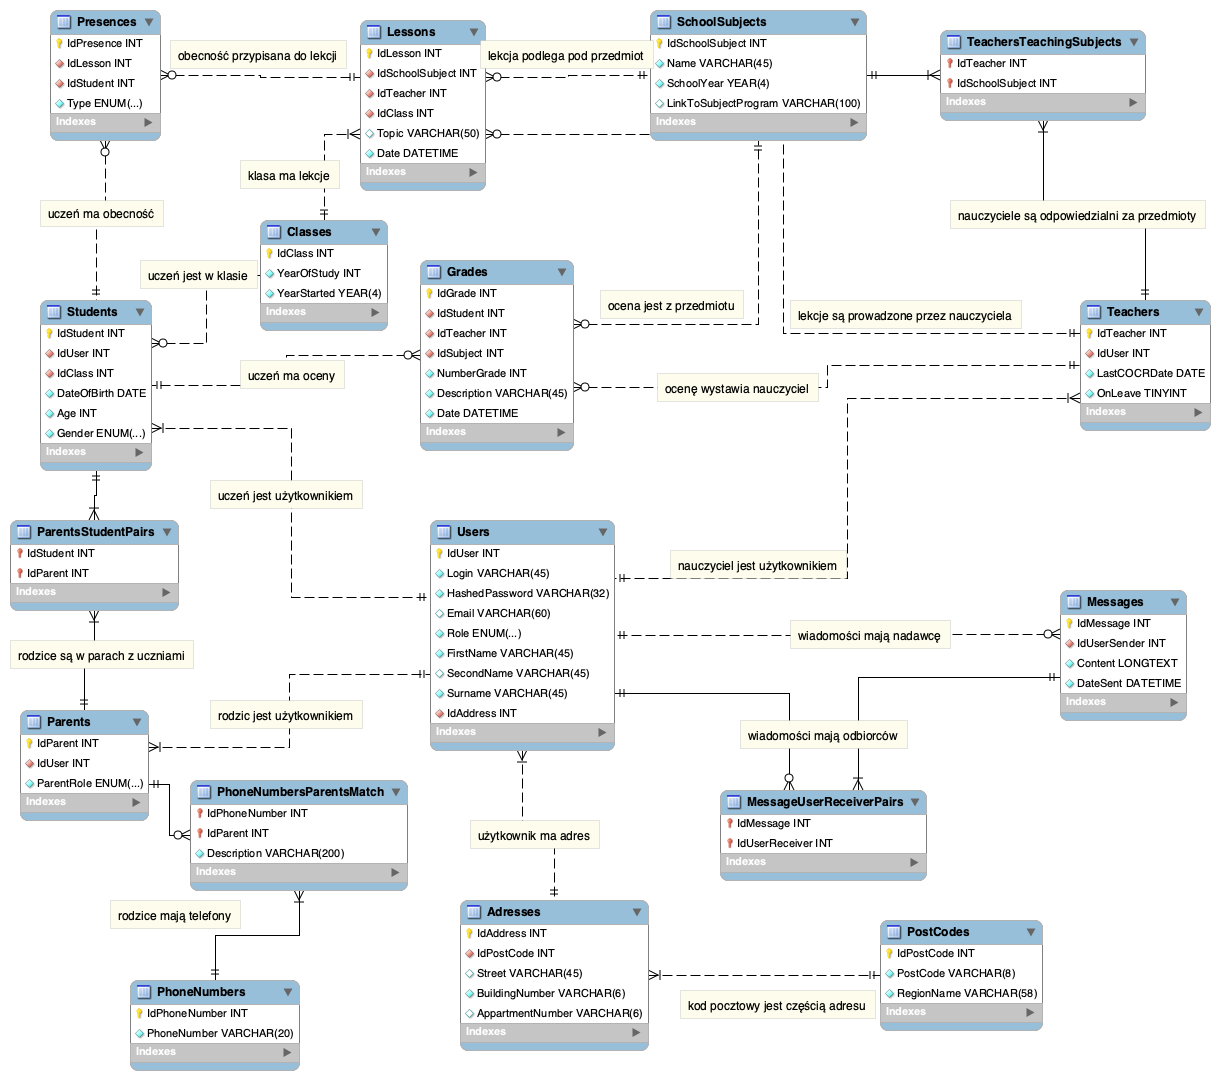 Presences
IdPresence INT
IdLesson INT
IdStudent INT
Type ENUM(...)
Indexes
obecność przypisana do lekcji
Lessons
IdLesson INT
IdSchoolSubject INT
IdTeacher INT
IdClass INT
Topic VARCHAR(50)
Date DATETIME
Indexes
lekcja podlega pod przedmiot
SchoolSubjects
IdSchoolSubject INT
Name VARCHAR(45)
SchoolYear YEAR(4)
LinkToSubjectProgram VARCHAR(100)
Indexes
TeachersTeachingSubjects
IdTeacher INT
IdSchoolSubject INT
Indexes
klasa ma lekcje
uczeń ma obecność
nauczyciele są odpowiedzialni za przedmioty
Classes
IdClass INT
YearOfStudy INT
YearStarted YEAR(4)
Indexes
uczeń jest w klasie
Grades
IdGrade INT
IdStudent INT
IdTeacher INT
IdSubject INT
NumberGrade INT
Description VARCHAR(45)
Date DATETIME
Indexes
ocena jest z przedmiotu
lekcje są prowadzone przez nauczyciela
Students
IdStudent INT
IdUser INT
IdClass INT
DateOfBirth DATE
Age INT
Gender ENUM(...)
Indexes
uczeń ma oceny
ocenę wystawia nauczyciel
Teachers
IdTeacher INT
IdUser INT
LastCOCRDate DATE
OnLeave TINYINT
Indexes
uczeń jest użytkownikiem
ParentsStudentPairs
IdStudent INT
IdParent INT
Indexes
Users
IdUser INT
Login VARCHAR(45)
HashedPassword VARCHAR(32)
Email VARCHAR(60)
Role ENUM(...)
FirstName VARCHAR(45)
SecondName VARCHAR(45)
Surname VARCHAR(45)
IdAddress INT
Indexes
nauczyciel jest użytkownikiem
wiadomości mają nadawcę
Messages
IdMessage INT
IdUserSender INT
Content LONGTEXT
DateSent DATETIME
Indexes
rodzice są w parach z uczniami
rodzic jest użytkownikiem
wiadomości mają odbiorców
Parents
IdParent INT
IdUser INT
ParentRole ENUM(...)
Indexes
PhoneNumbersParentsMatch
IdPhoneNumber INT
IdParent INT
Description VARCHAR(200)
Indexes
MessageUserReceiverPairs
IdMessage INT
IdUserReceiver INT
Indexes
użytkownik ma adres
rodzice mają telefony
Adresses
IdAddress INT
IdPostCode INT
Street VARCHAR(45)
BuildingNumber VARCHAR(6)
AppartmentNumber VARCHAR(6)
Indexes
PostCodes
IdPostCode INT
PostCode VARCHAR(8)
RegionName VARCHAR(58)
Indexes
kod pocztowy jest częścią adresu
PhoneNumbers
IdPhoneNumber INT
PhoneNumber VARCHAR(20)
Indexes